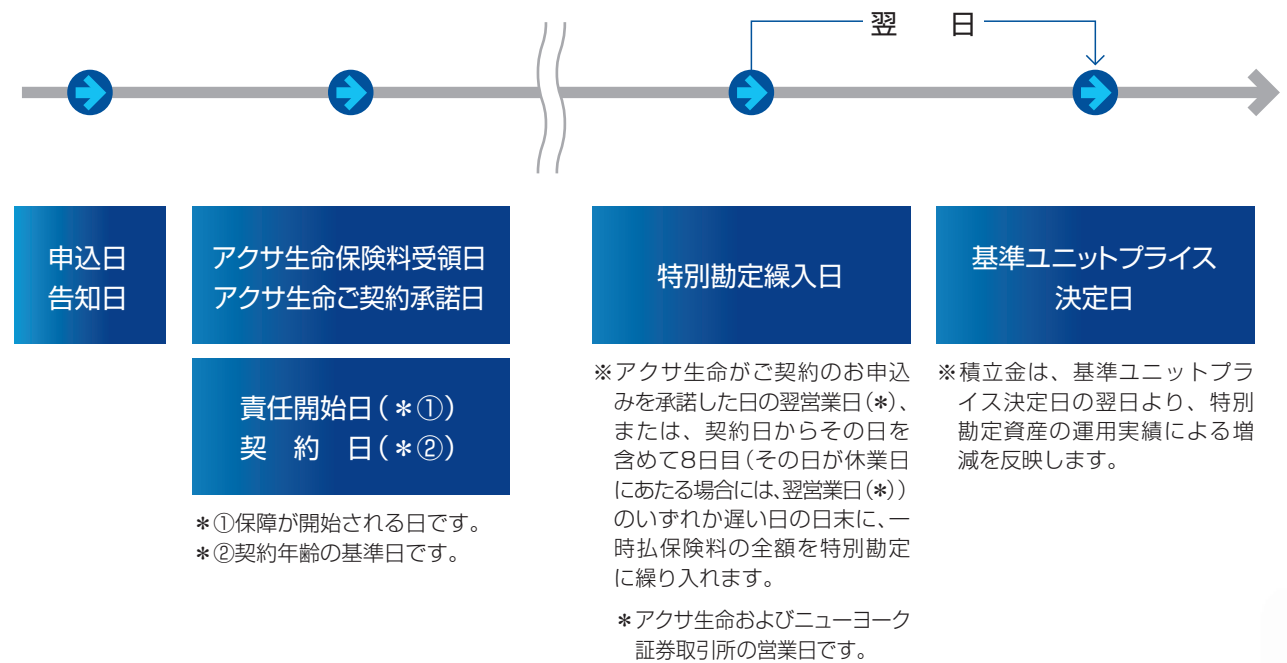 翌　日
申込日
告知日
アクサ生命保険料受領日
アクサ生命ご契約承諾日
責任開始日(＊①)
契　約　日(＊②)
＊①保障が開始される日です。
＊②契約年齢の基準日です。
特別勘定繰入日
※アクサ生命がご契約のお申込
みを承諾した日の翌営業日(＊)、
または、契約日からその日を
含めて8日目(その日が休業日
にあたる場合には、翌営業日(＊))
のいずれか遅い日の日末に、一
時払保険料の全額を特別勘定
に繰り入れます。
＊アクサ生命およびニューヨーク
証券取引所の営業日です。
基準ユニットプライス
決定日
※積立金は、基準ユニットプラ
イス決定日の翌日より、特別
勘定資産の運用実績による増
減を反映します。